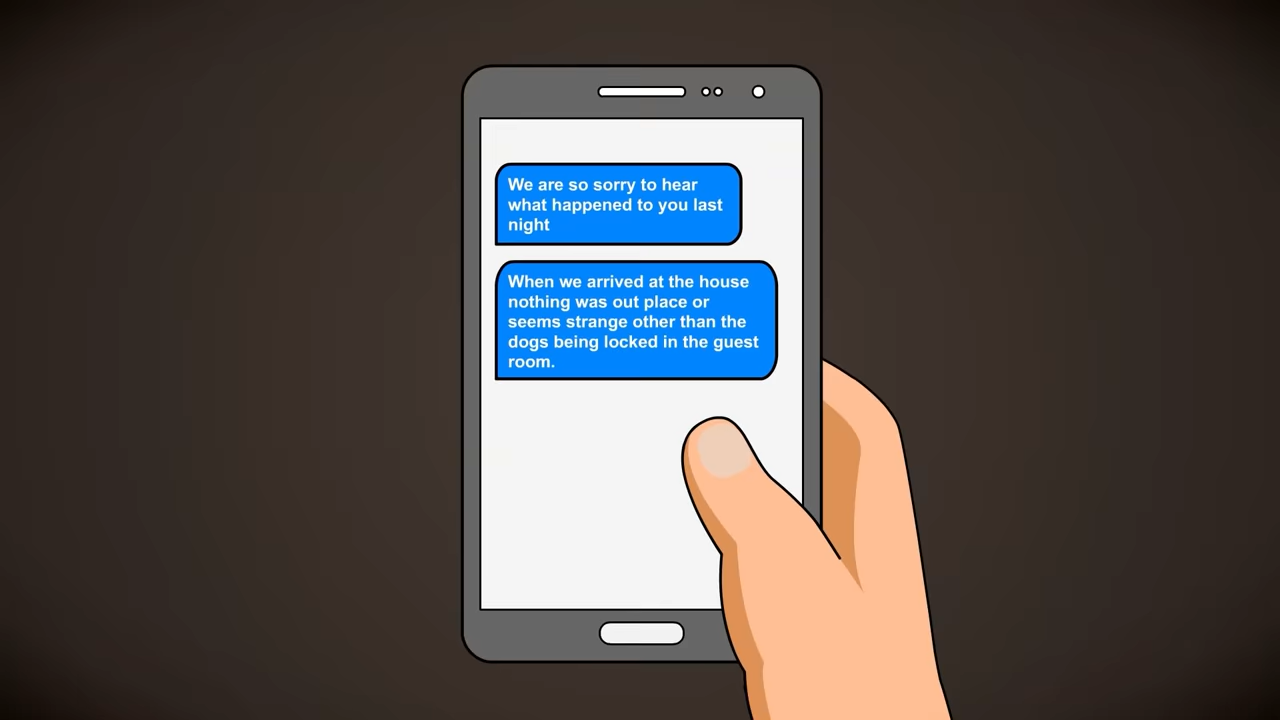 We are so sorry to hear
what happened to you last
night
When we arrived at the house
nothing was out place or
seems strange other than the
dogs being locked in the guest
room.